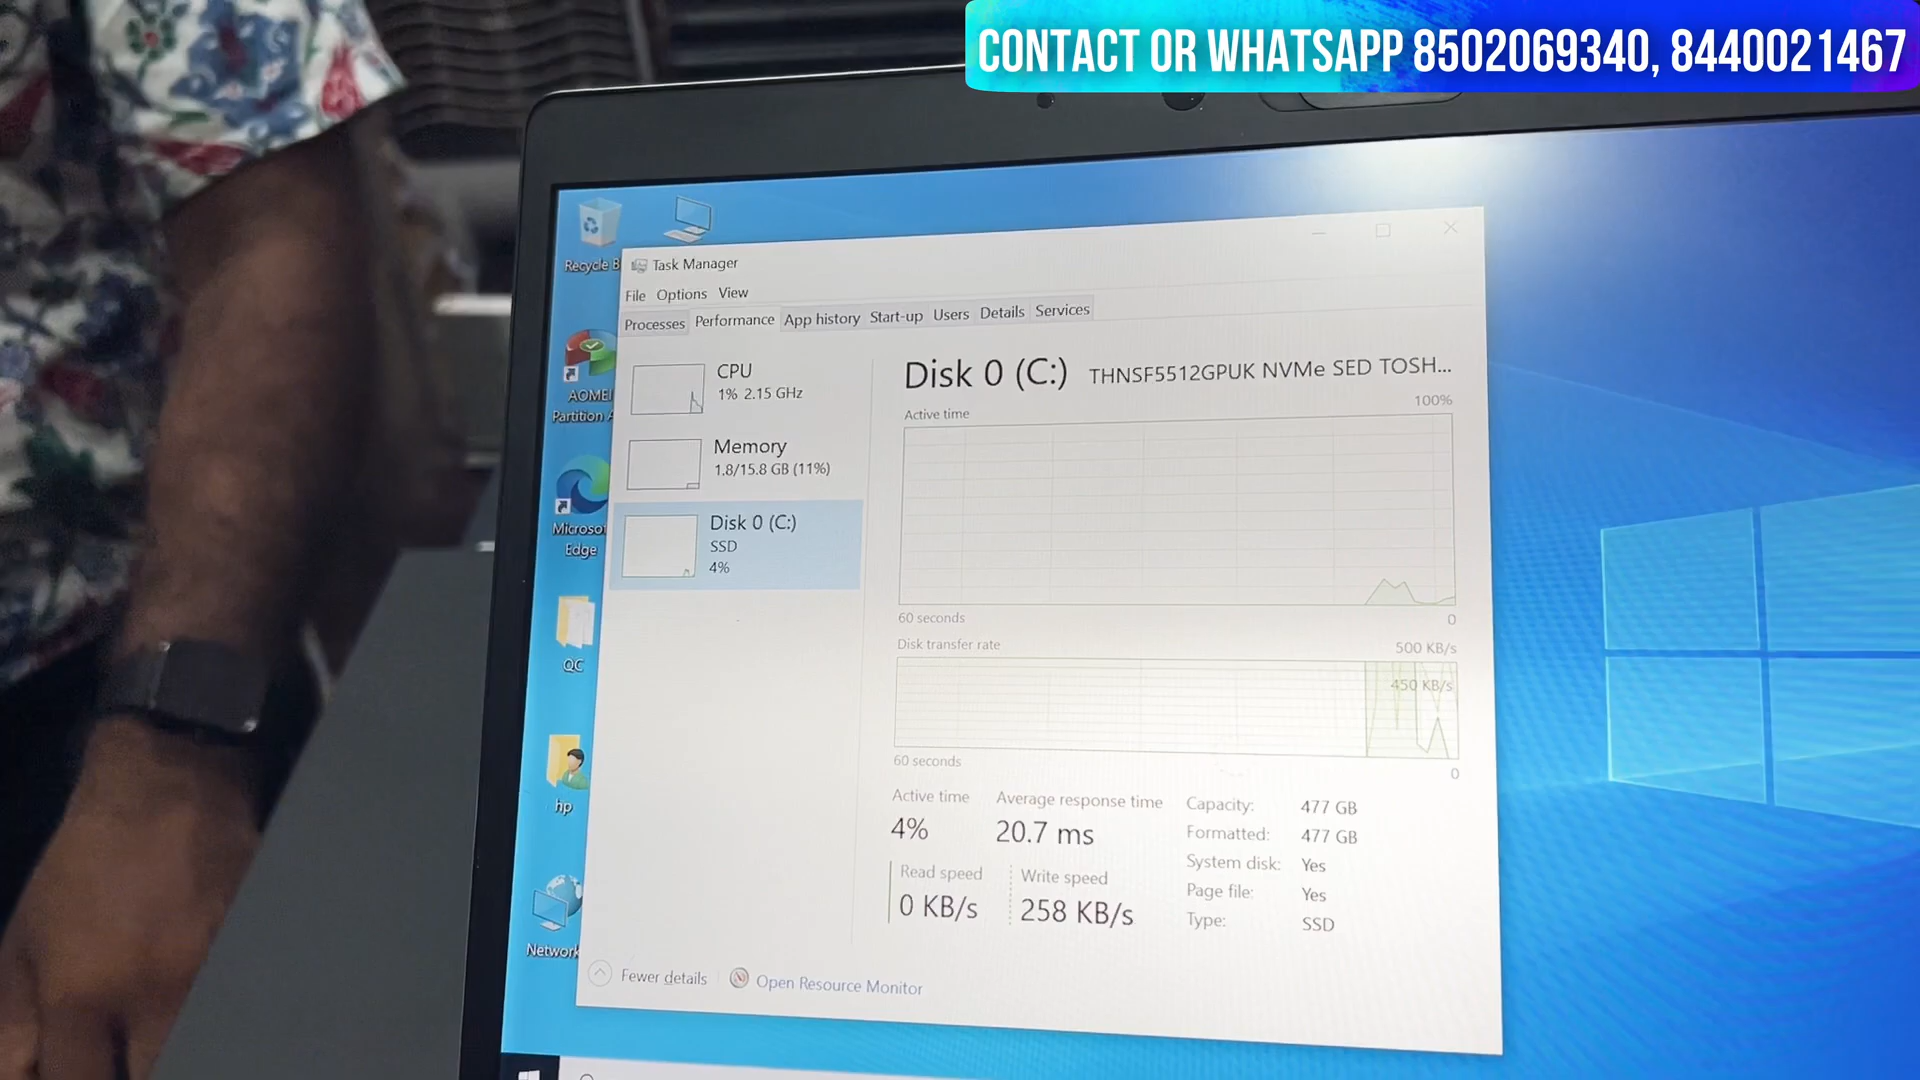 CONTACT OR WHATSAPP 8502069340, 8440021467
Recycle B
Task Manager
File Options View
Processes Performance App history Start-up Users Details Services
AOMEI
Partition A
CPU
1% 2.15 GHz
Memory
1.8/15.8 GB (11%)
Disk 0 (C:)
SSD
4%
Disk 0 (C:) THNSF5512GPUK NVMe SED TOSH...
Active time 100%
60 seconds 0
Disk transfer rate 500 KB/s
450 KB/s
60 seconds 0
Active time
4%
Average response time
20.7 ms
Read speed
0 KB/s
Write speed
258 KB/s
Capacity: 477 GB
Formatted: 477 GB
System disk: Yes
Page file: Yes
Type: SSD
Microso
Edge
QC
hp
Network
Fewer details Open Resource Monitor